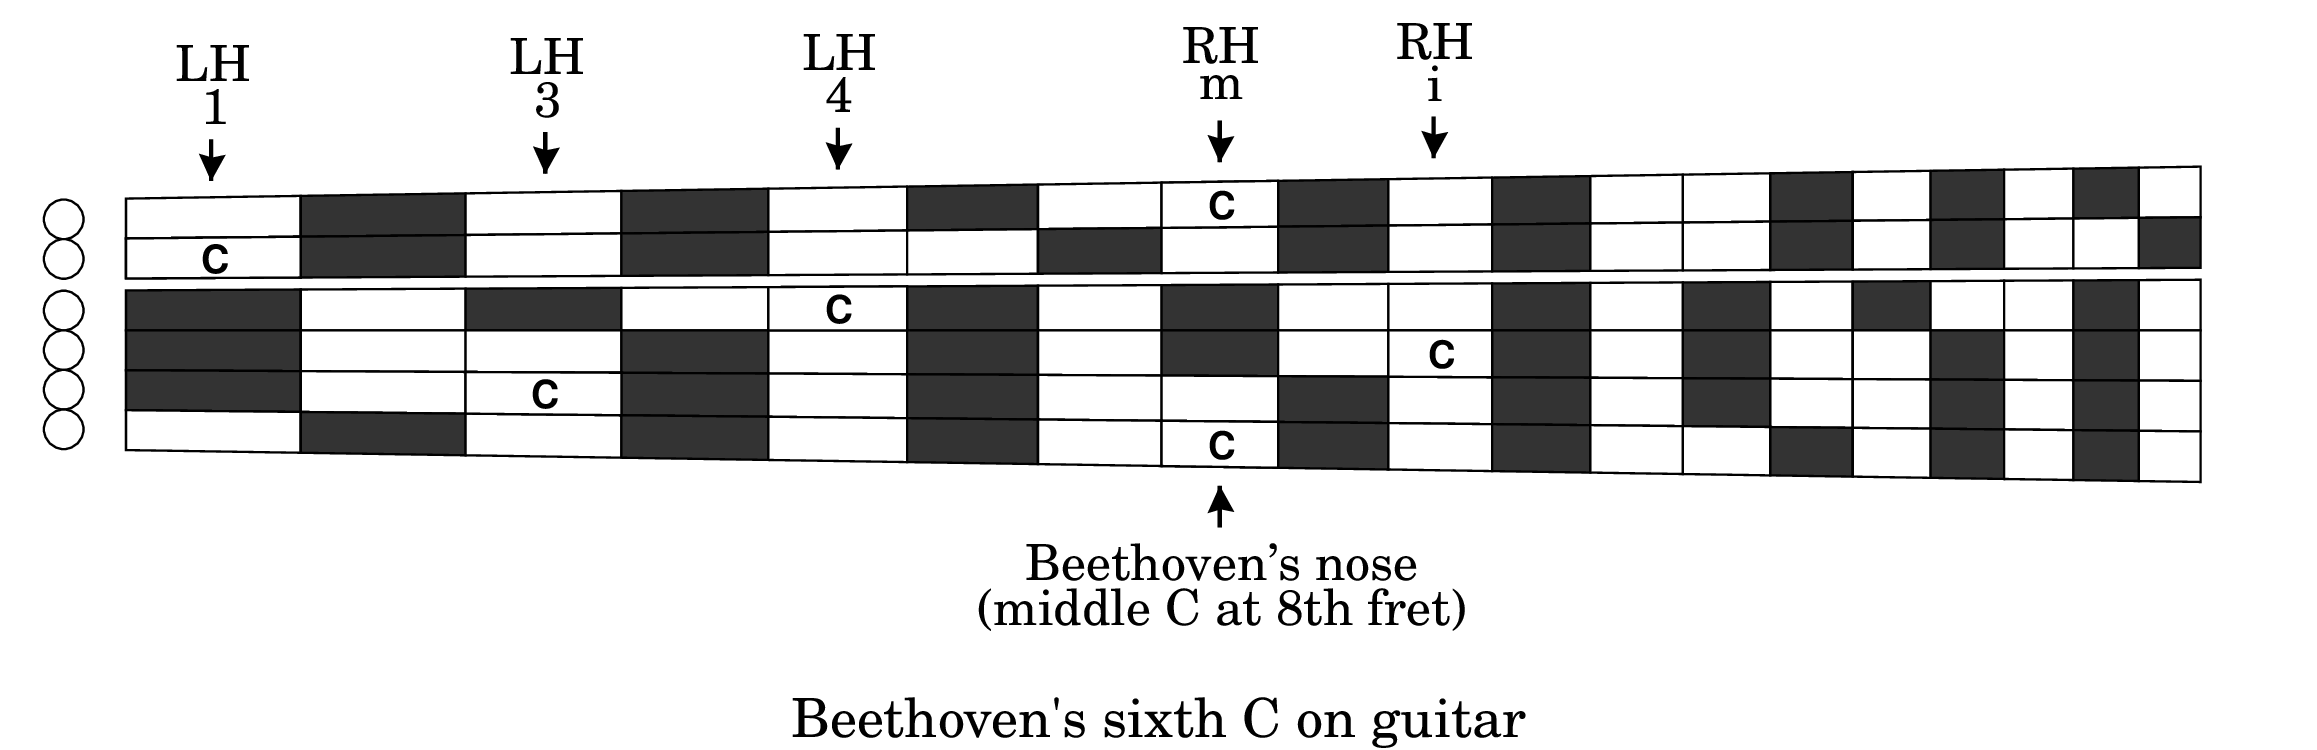 LH
1
LH
3
LH
4
RH
m
RH
i
C
C
C
C
C
C
Beethoven’s nose
(middle C at 8th fret)
Beethoven's sixth C on guitar